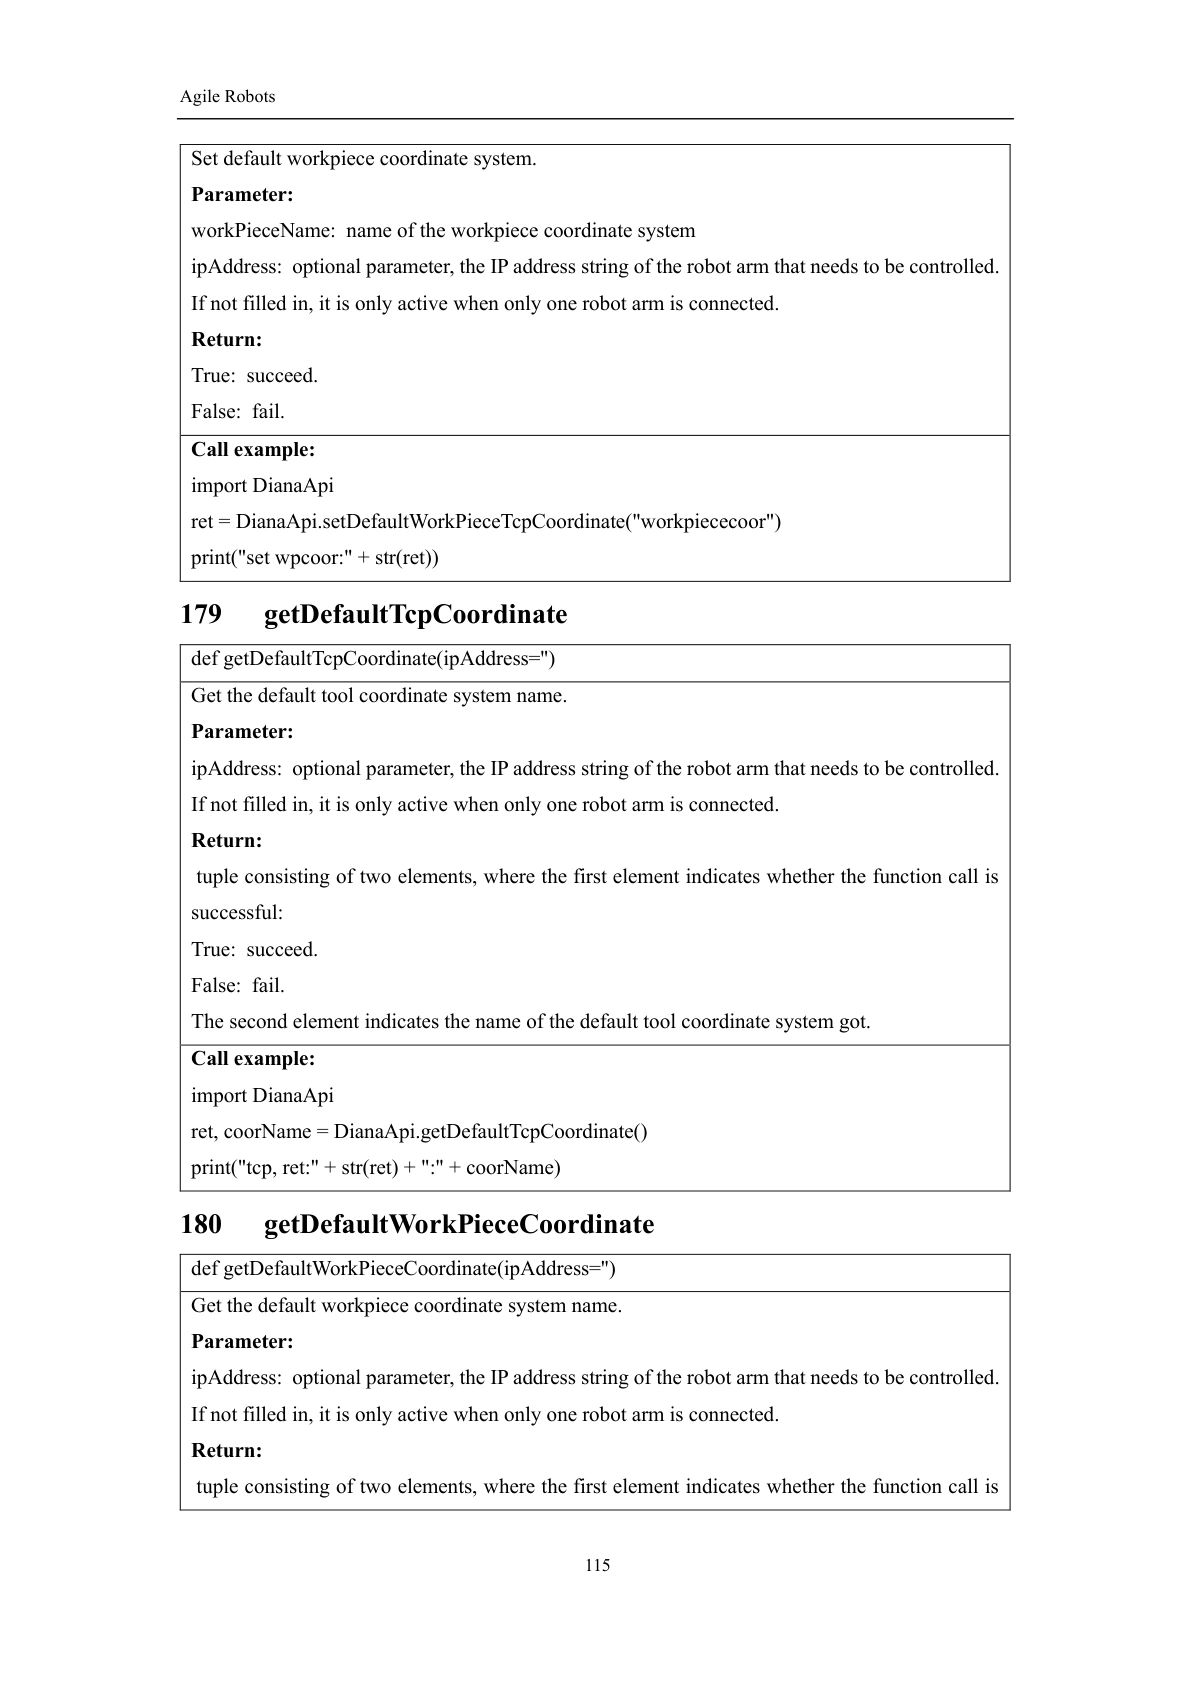 Agile Robots
Set default workpiece coordinate system.
Parameter:
workPieceName:  name of the workpiece coordinate system
ipAddress:  optional parameter, the IP address string of the robot arm that needs to be controlled.
If not filled in, it is only active when only one robot arm is connected.
Return:
True:  succeed.
False:  fail.
Call example:
import DianaApi
ret = DianaApi.setDefaultWorkPieceTcpCoordinate("workpiececoor")
print("set wpcoor:" + str(ret))
179 getDefaultTcpCoordinate
def getDefaultTcpCoordinate(ipAddress='')
Get the default tool coordinate system name.
Parameter:
ipAddress:  optional parameter, the IP address string of the robot arm that needs to be controlled.
If not filled in, it is only active when only one robot arm is connected.
Return:
tuple consisting of two elements, where the first element indicates whether the function call is
successful:
True:  succeed.
False:  fail.
The second element indicates the name of the default tool coordinate system got.
Call example:
import DianaApi
ret, coorName = DianaApi.getDefaultTcpCoordinate()
print("tcp, ret:" + str(ret) + ":" + coorName)
180 getDefaultWorkPieceCoordinate
def getDefaultWorkPieceCoordinate(ipAddress='')
Get the default workpiece coordinate system name.
Parameter:
ipAddress:  optional parameter, the IP address string of the robot arm that needs to be controlled.
If not filled in, it is only active when only one robot arm is connected.
Return:
tuple consisting of two elements, where the first element indicates whether the function call is
115